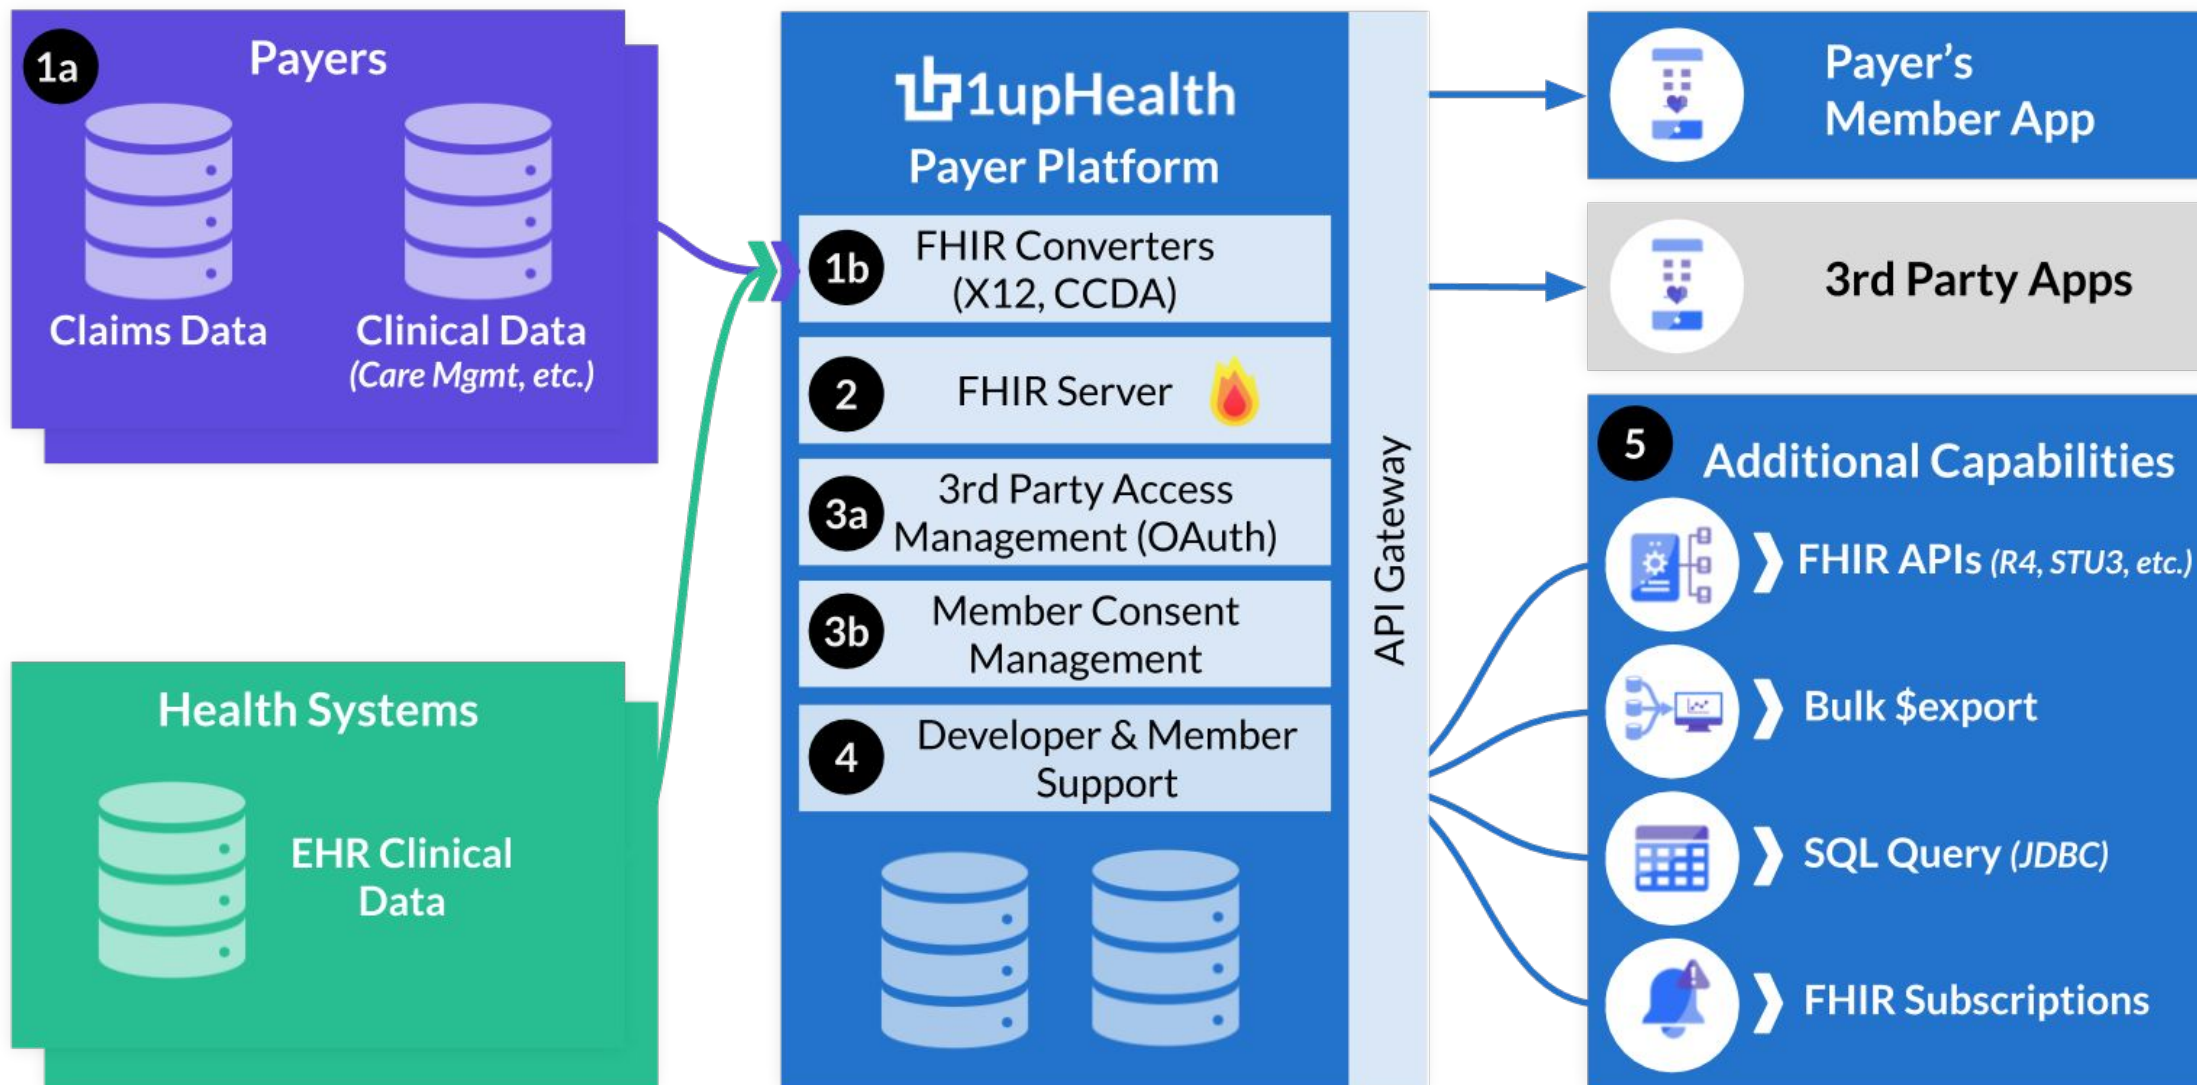 1a
Payers
Claims Data
Clinical Data
(Care Mgmt, etc.)
Health Systems
EHR Clinical
Data
1upHealth
Payer Platform
1b
FHIR Converters
(X12, CCDA)
2
FHIR Server
3a
3rd Party Access
Management (OAuth)
3b
Member Consent
Management
4
Developer & Member
Support
API Gateway
Payer's
Member App
3rd Party Apps
5
Additional Capabilities
FHIR APIs (R4, STU3, etc.)
Bulk $export
SQL Query (JDBC)
FHIR Subscriptions